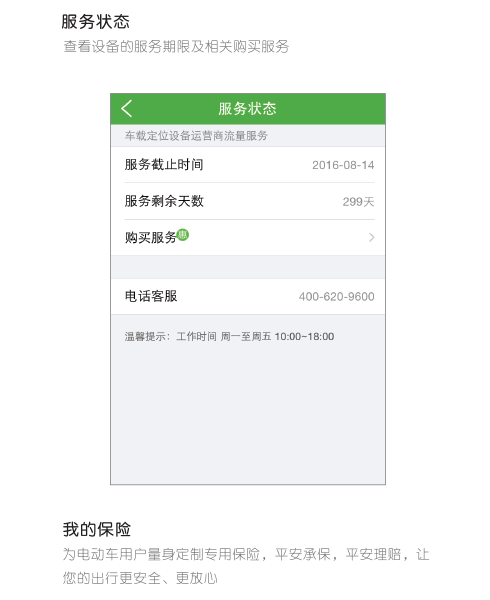 服务状态
查看设备的服务期限及相关购买服务
服务状态
车载定位设备运营商流量服务
服务截止时间 2016-08-14
服务剩余天数 299天
购买服务 惠
电话客服 400-620-9600
温馨提示：工作时间 周一至周五 10:00~18:00
我的保险
为电动车用户量身定制专用保险，平安承保，平安理赔，让
您的出行更安全、更放心